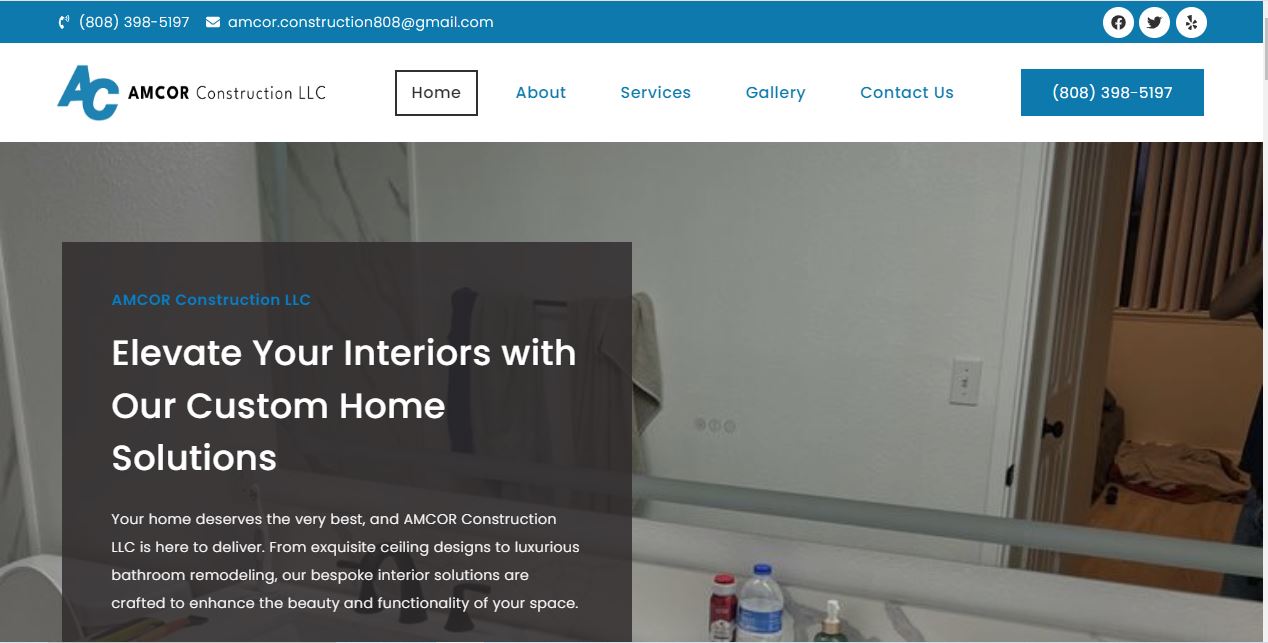 (808) 398-5197 amcor.construction808@gmail.com
AC AMCOR Construction LLC
Home About Services Gallery Contact Us (808) 398-5197
AMCOR Construction LLC
Elevate Your Interiors with
Our Custom Home
Solutions
Your home deserves the very best, and AMCOR Construction
LLC is here to deliver. From exquisite ceiling designs to luxurious
bathroom remodeling, our bespoke interior solutions are
crafted to enhance the beauty and functionality of your space.